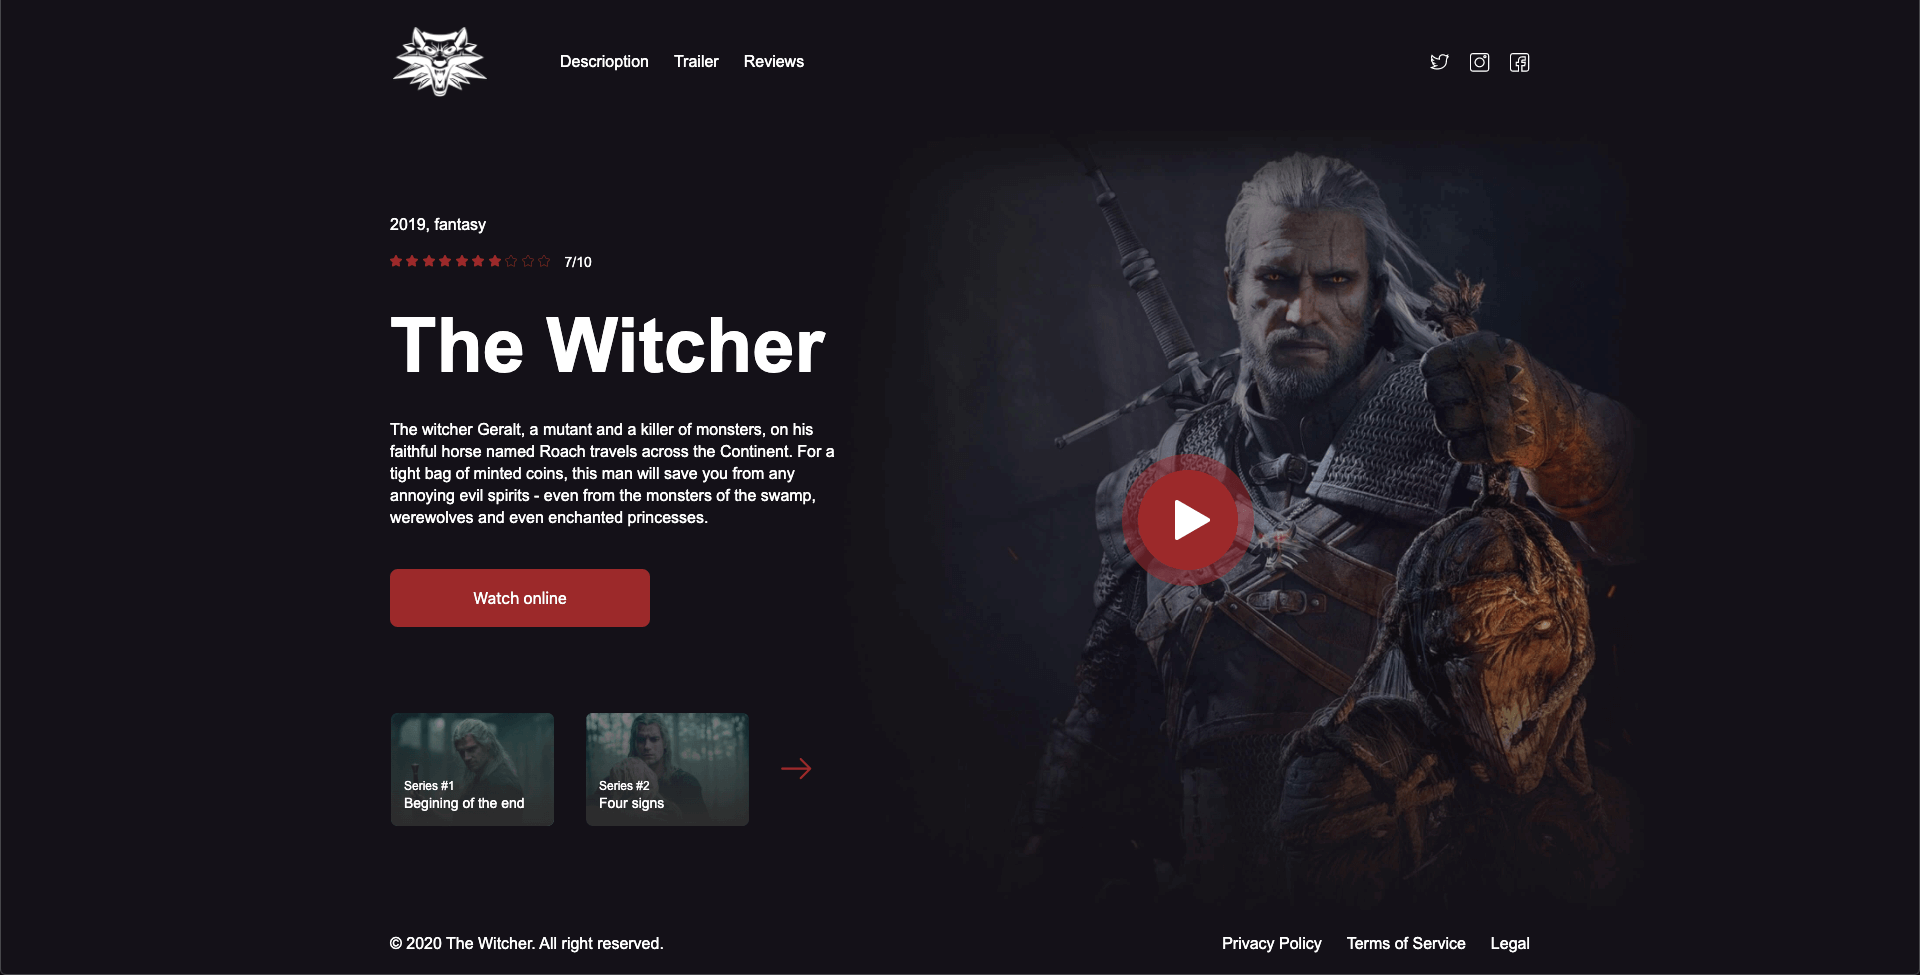 Descrioption Trailer Reviews
2019, fantasy
7/10
The Witcher
The witcher Geralt, a mutant and a killer of monsters, on his
faithful horse named Roach travels across the Continent. For a
tight bag of minted coins, this man will save you from any
annoying evil spirits - even from the monsters of the swamp,
werewolves and even enchanted princesses.
Watch online
Series #1
Begining of the end
Series #2
Four signs
© 2020 The Witcher. All right reserved.
Privacy Policy Terms of Service Legal